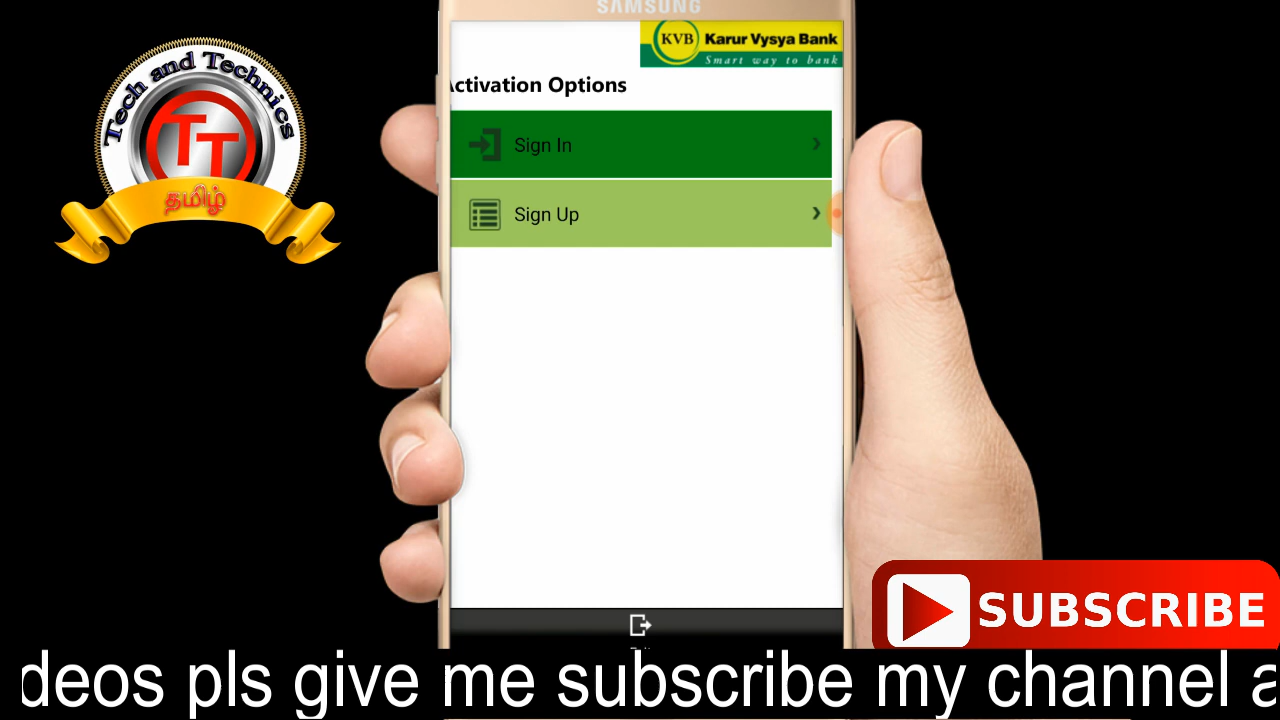 SAMSUNG
KVB Karur Vysya Bank
Smart way to bank
Activation Options
Sign In
Sign Up
Tech and Technics
TT
தமிழ்
SUBSCRIBE
deos pls give me subscribe my channel a